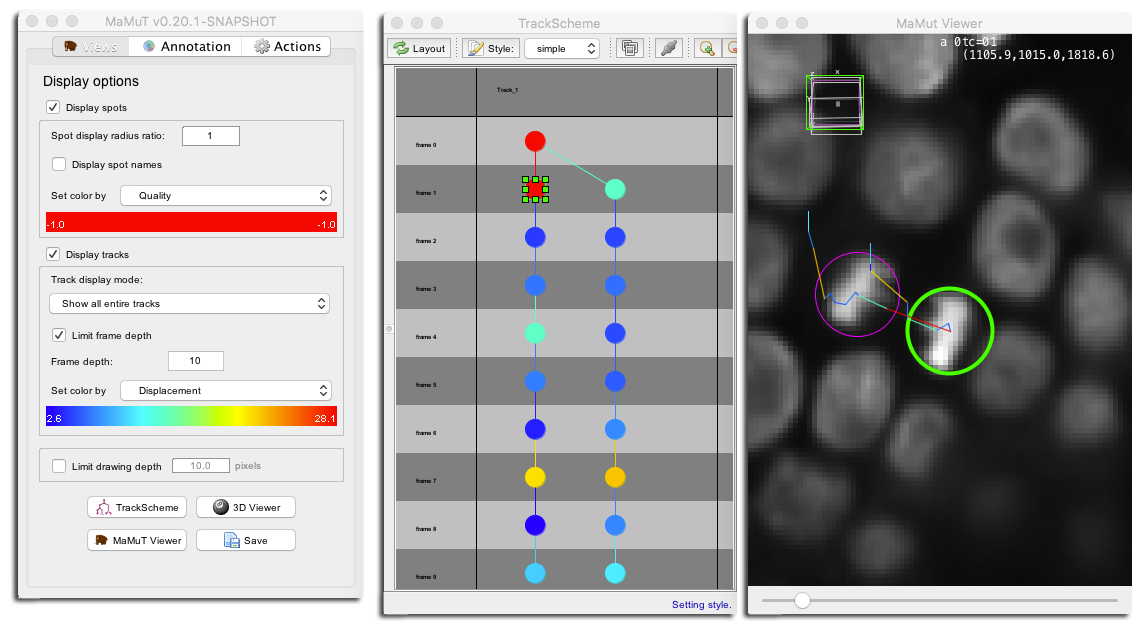 MaMuT v0.20.1-SNAPSHOT
Views
Annotation
Actions
Display options
Display spots
Spot display radius ratio:
1
Display spot names
Set color by
Quality
-1.0
-1.0
Display tracks
Track display mode:
Show all entire tracks
Limit frame depth
Frame depth:
10
Set color by
Displacement
2.6
28.1
Limit drawing depth
10.0
pixels
TrackScheme
3D Viewer
MaMuT Viewer
Save
TrackScheme
Layout
Style:
simple
Track_1
frame 0
frame 1
frame 2
frame 3
frame 4
frame 5
frame 6
frame 7
frame 8
frame 9
Setting style.
MaMut Viewer
a 0tc=01
(1105.9,1015.0,1818.6)
x
z